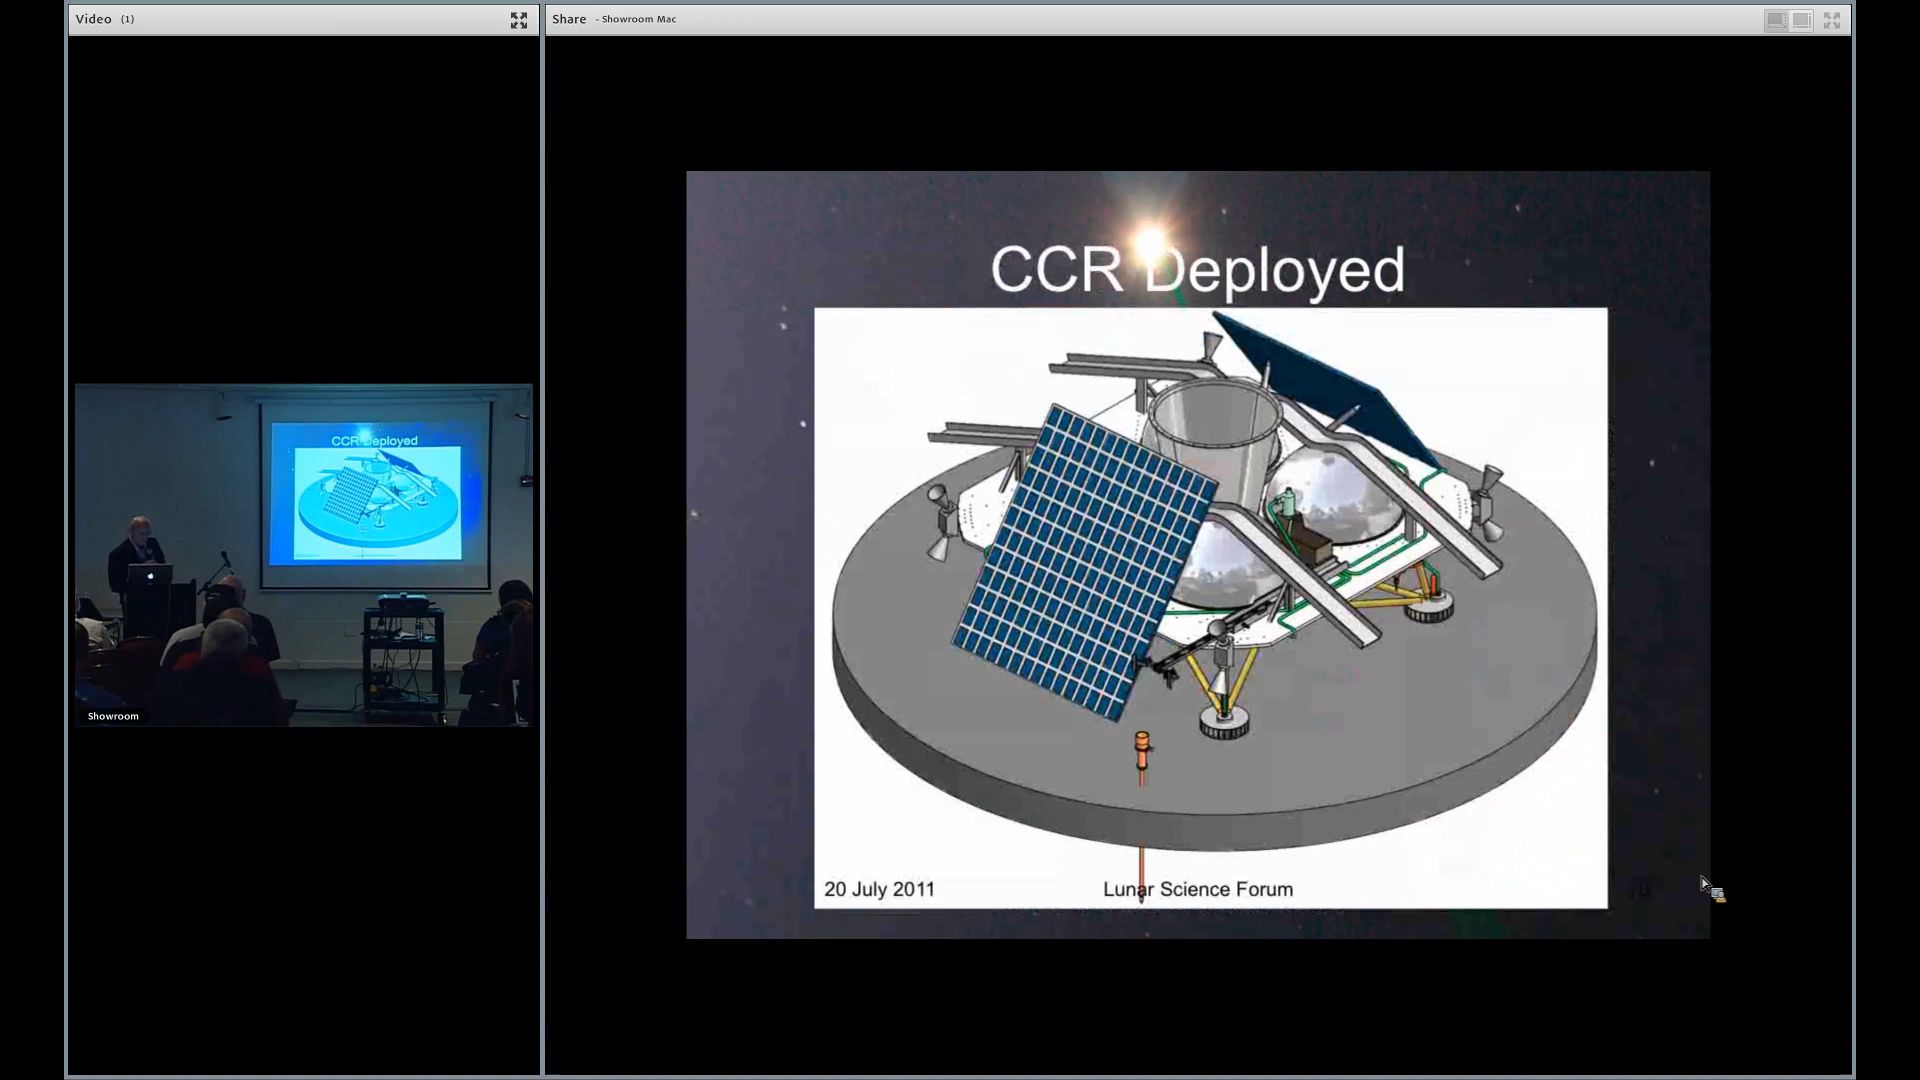 Video (1)
Share - Showroom Mac
CCR Deployed
20 July 2011
Lunar Science Forum
CCR Deployed
Showroom